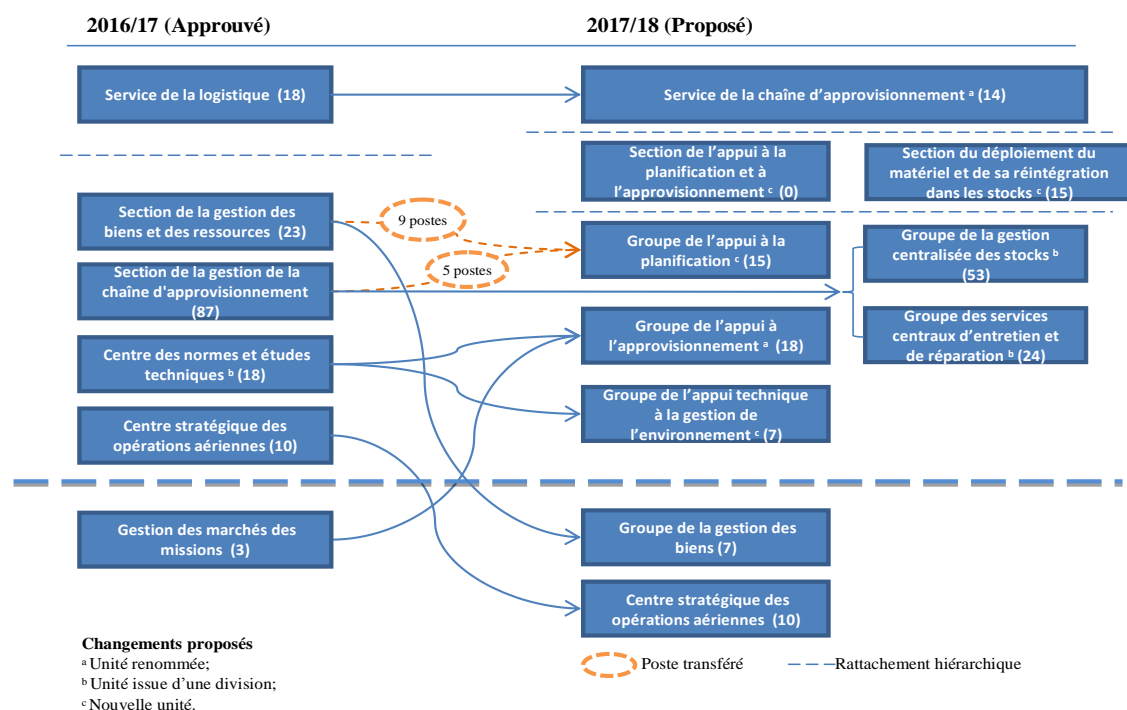 2016/17 (Approuvé)
2017/18 (Proposé)
Service de la logistique (18)
Service de la chaîne d’approvisionnement ᵃ (14)
Section de l’appui à la
planification et à
l’approvisionnement ᶜ (0)
Section du déploiement du
matériel et de sa réintégration
dans les stocks ᶜ (15)
Section de la gestion des
biens et des ressources (23)
9 postes
Groupe de l’appui à la
planification ᶜ (15)
Groupe de la gestion
centralisée des stocks ᵇ
(53)
Section de la gestion de la
chaîne d'approvisionnement
(87)
5 postes
Groupe de l’appui à
l’approvisionnement ᵃ (18)
Groupe des services
centraux d’entretien et
de réparation ᵇ (24)
Centre des normes et études
techniques ᵇ (18)
Groupe de l’appui technique
à la gestion de
l’environnement ᶜ (7)
Centre stratégique des
opérations aériennes (10)
Gestion des marchés des
missions (3)
Groupe de la gestion des
biens (7)
Centre stratégique des
opérations aériennes (10)
Changements proposés
ᵃ Unité renommée;
ᵇ Unité issue d’une division;
ᶜ Nouvelle unité.
Poste transféré
Rattachement hiérarchique